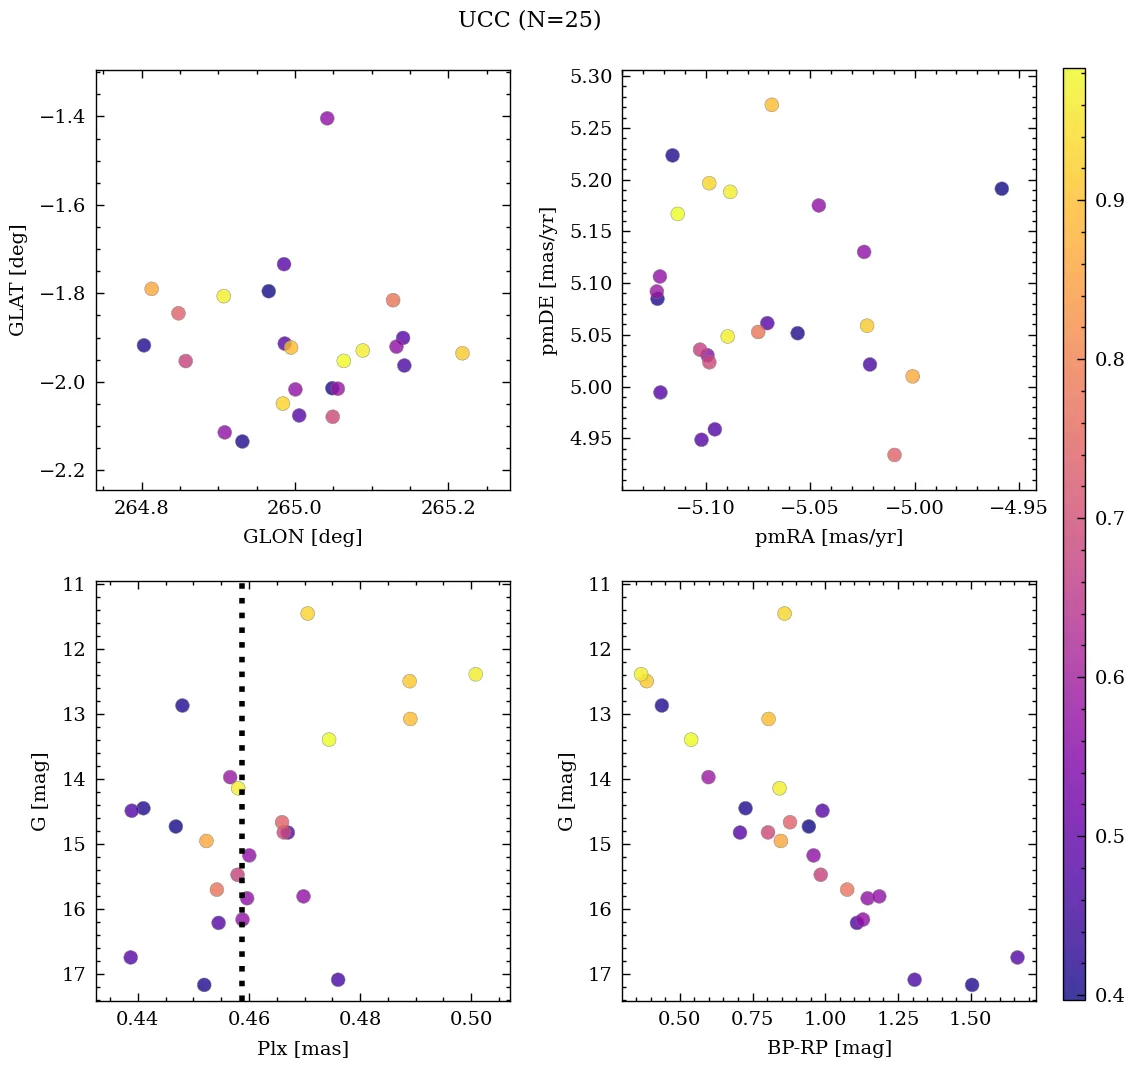 UCC (N=25)
GLAT [deg]
−1.4
−1.6
−1.8
−2.0
−2.2
264.8 265.0 265.2
GLON [deg]
pmDE [mas/yr]
5.30
5.25
5.20
5.15
5.10
5.05
5.00
4.95
−5.10 −5.05 −5.00 −4.95
pmRA [mas/yr]
G [mag]
11
12
13
14
15
16
17
0.44 0.46 0.48 0.50
Plx [mas]
G [mag]
11
12
13
14
15
16
17
0.50 0.75 1.00 1.25 1.50
BP-RP [mag]
0.9
0.8
0.7
0.6
0.5
0.4